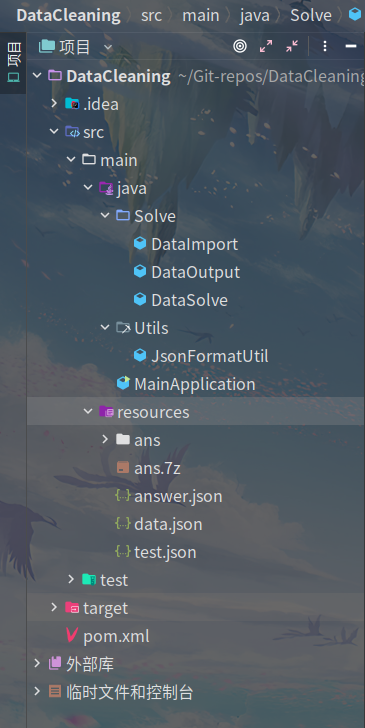 DataCleaning 〉 src 〉 main 〉 java 〉 Solve 〉
项目
项目
DataCleaning ~/Git-repos/DataCleaning
.idea
src
main
java
Solve
DataImport
DataOutput
DataSolve
Utils
JsonFormatUtil
MainApplication
resources
ans
ans.7z
answer.json
data.json
test.json
test
target
pom.xml
外部库
临时文件和控制台